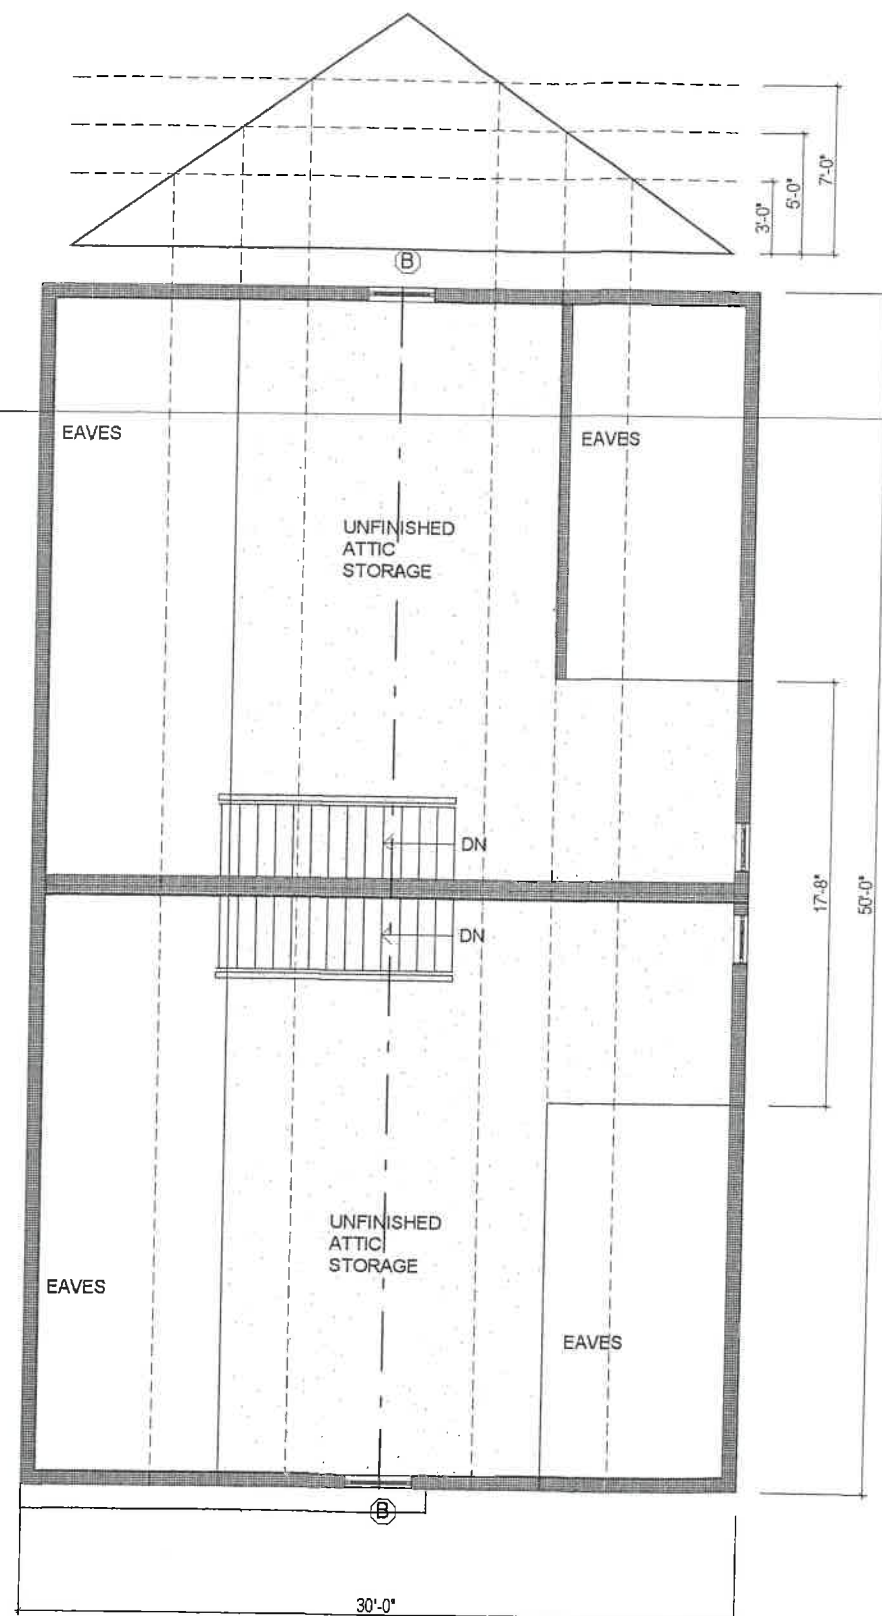 3'-0"
5'-0"
7'-0"
B
EAVES
EAVES
UNFINISHED
ATTIC
STORAGE
DN
DN
17'-8"
50'-0"
UNFINISHED
ATTIC
STORAGE
EAVES
EAVES
B
30'-0"